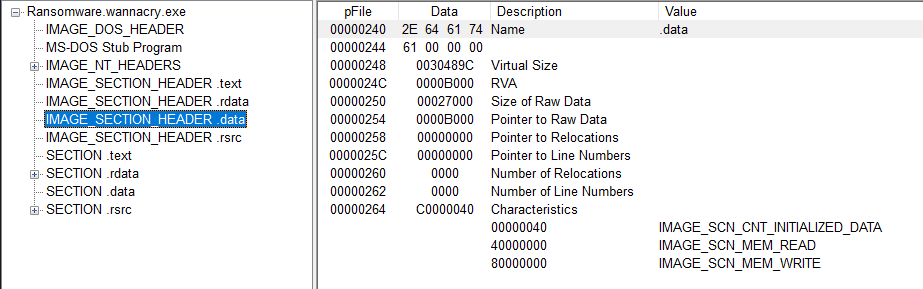 Ransomware.wannacry.exe
IMAGE_DOS_HEADER
MS-DOS Stub Program
IMAGE_NT_HEADERS
IMAGE_SECTION_HEADER .text
IMAGE_SECTION_HEADER .rdata
IMAGE_SECTION_HEADER .data
IMAGE_SECTION_HEADER .rsrc
SECTION .text
SECTION .rdata
SECTION .data
SECTION .rsrc
pFile Data Description Value
00000240 2E 64 61 74 Name .data
00000244 61 00 00 00
00000248 0030489C Virtual Size
0000024C 0000B000 RVA
00000250 00027000 Size of Raw Data
00000254 0000B000 Pointer to Raw Data
00000258 00000000 Pointer to Relocations
0000025C 00000000 Pointer to Line Numbers
00000260 0000 Number of Relocations
00000262 0000 Number of Line Numbers
00000264 C0000040 Characteristics
00000040 IMAGE_SCN_CNT_INITIALIZED_DATA
40000000 IMAGE_SCN_MEM_READ
80000000 IMAGE_SCN_MEM_WRITE